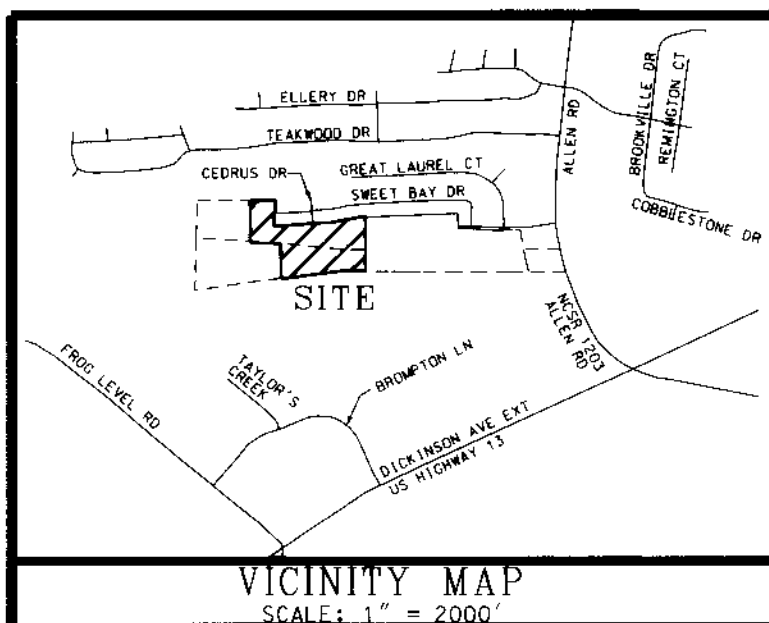 ELLERY DR
TEAKWOOD DR
CEDRUS DR
GREAT LAUREL CT
SWEET BAY DR
ALLEN RD
BROOKVILLE DR
REMINGTON CT
COBBLESTONE DR
SITE
NCSR 1203
ALLEN RD
FROG LEVEL RD
TAYLOR'S
CREEK
BROMPTON LN
DICKINSON AVE EXT
US HIGHWAY 13
VICINITY MAP
SCALE: 1" = 2000'